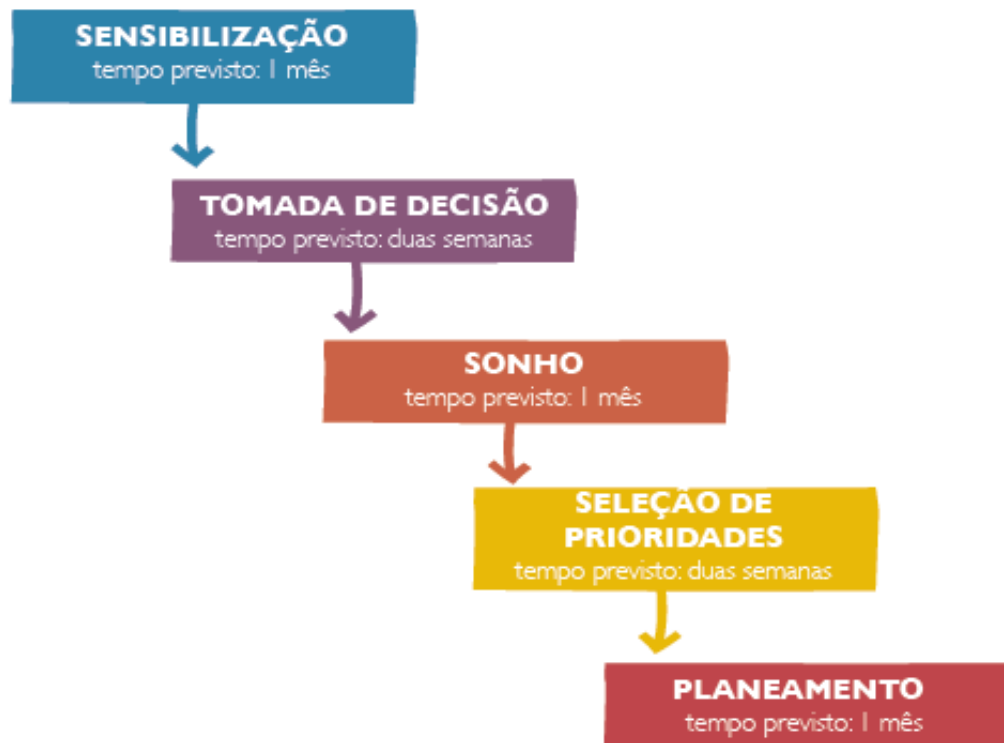 SENSIBILIZAÇÃO
tempo previsto: 1 mês
TOMADA DE DECISÃO
tempo previsto: duas semanas
SONHO
tempo previsto: 1 mês
SELEÇÃO DE
PRIORIDADES
tempo previsto: duas semanas
PLANEAMENTO
tempo previsto: 1 mês